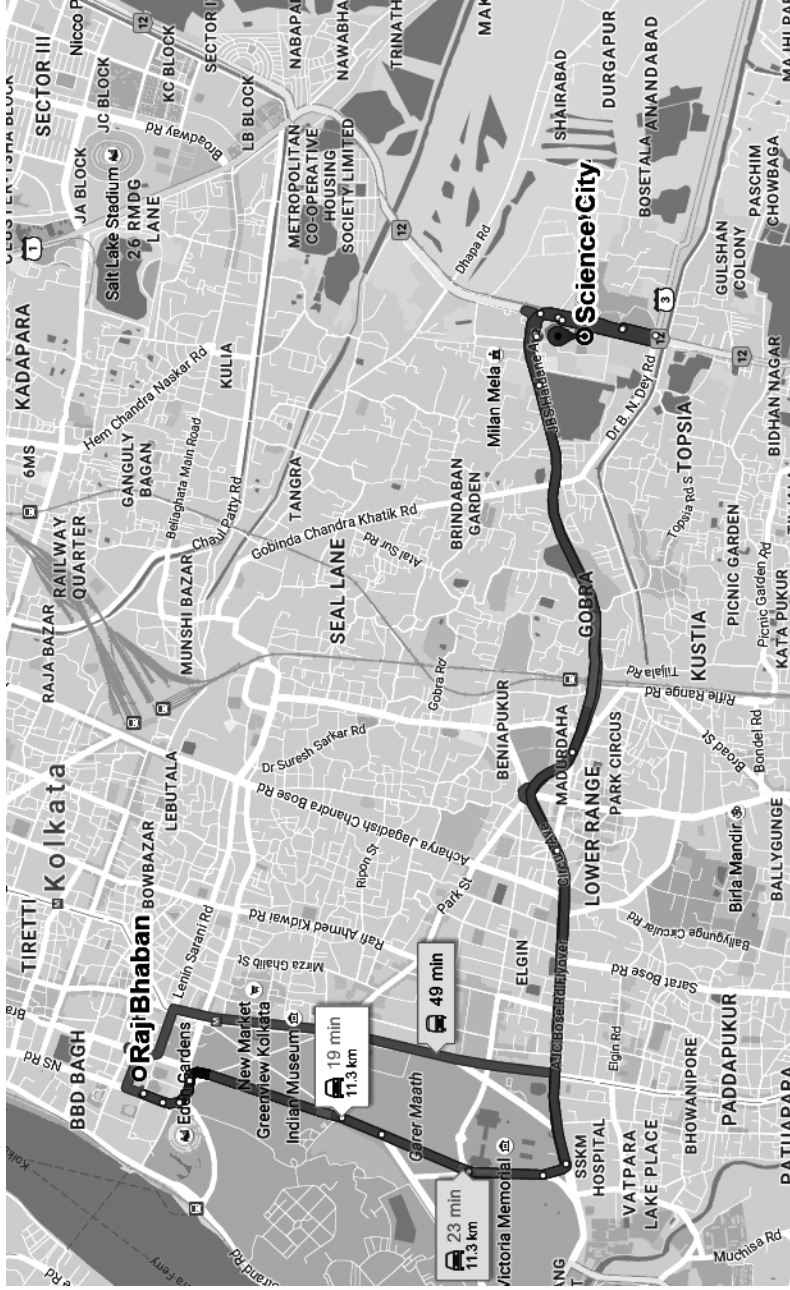 SECTOR III
Nicco P
12
JC BLOCK
KC BLOCK
NABAPA
NAWABHA
TRINATH
MAK
KADAPARA
1
JA BLOCK
Salt Lake Stadium
26 RMDG
LANE
Broadway Rd
LB BLOCK
METROPOLITAN
CO-OPERATIVE
HOUSING
SOCIETY LIMITED
12
Dhapa Rd
SHAIRABAD
DURGAPUR
BOSETALA
ANANDABAD
Science City
3
12
GULSHAN
COLONY
PASCHIM
CHOWBAGA
12
BIDHAN NAGAR
6MS
Hem Chandra Naskar Rd
KULIA
GANGULY
BAGAN
Beliaghata Main Road
Chaul Patty Rd
TANGRA
Gobinda Chandra Khatik Rd
Atal Sur Rd
BRINDABAN
GARDEN
Milan Mela
JBS Haldane Ave
Dr B. N. Dey Rd
TOPSIA
Topsia Rd S
PICNIC GARDEN
Picnic Garden Rd
KATA PUKUR
RAJA BAZAR
RAILWAY
QUARTER
MUNSHI BAZAR
SEAL LANE
Gobra Rd
GOBRA
KUSTIA
Tiljala Rd
Rifle Range Rd
Kolkata
LEBUTALA
BOWBAZAR
Dr Suresh Sarkar Rd
Acharya Jagadish Chandra Bose Rd
BENIAPUKUR
MADURDAHA
PARK CIRCUS
LOWER RANGE
Broad St
Bondel Rd
TIRETTI
Raj Bhaban
Lenin Sarani Rd
Rafi Ahmed Kidwai Rd
Ripon St
Mirza Ghalib St
Park St
ELGIN
Circus Ave
AJC Bose Rd Flyover
Birla Mandir
BALLYGUNGE
Ballygunge Circular Rd
Sarat Bose Rd
BBD BAGH
NS Rd
Eden Gardens
New Market
Greenview Kolkata
Indian Museum
19 min
11.3 km
49 min
Garer Maath
23 min
11.3 km
Victoria Memorial
SSKM
HOSPITAL
Elgin Rd
VATPARA
LAKE PLACE
BHOWANIPORE
PADDAPUKUR
Muchisa Rd